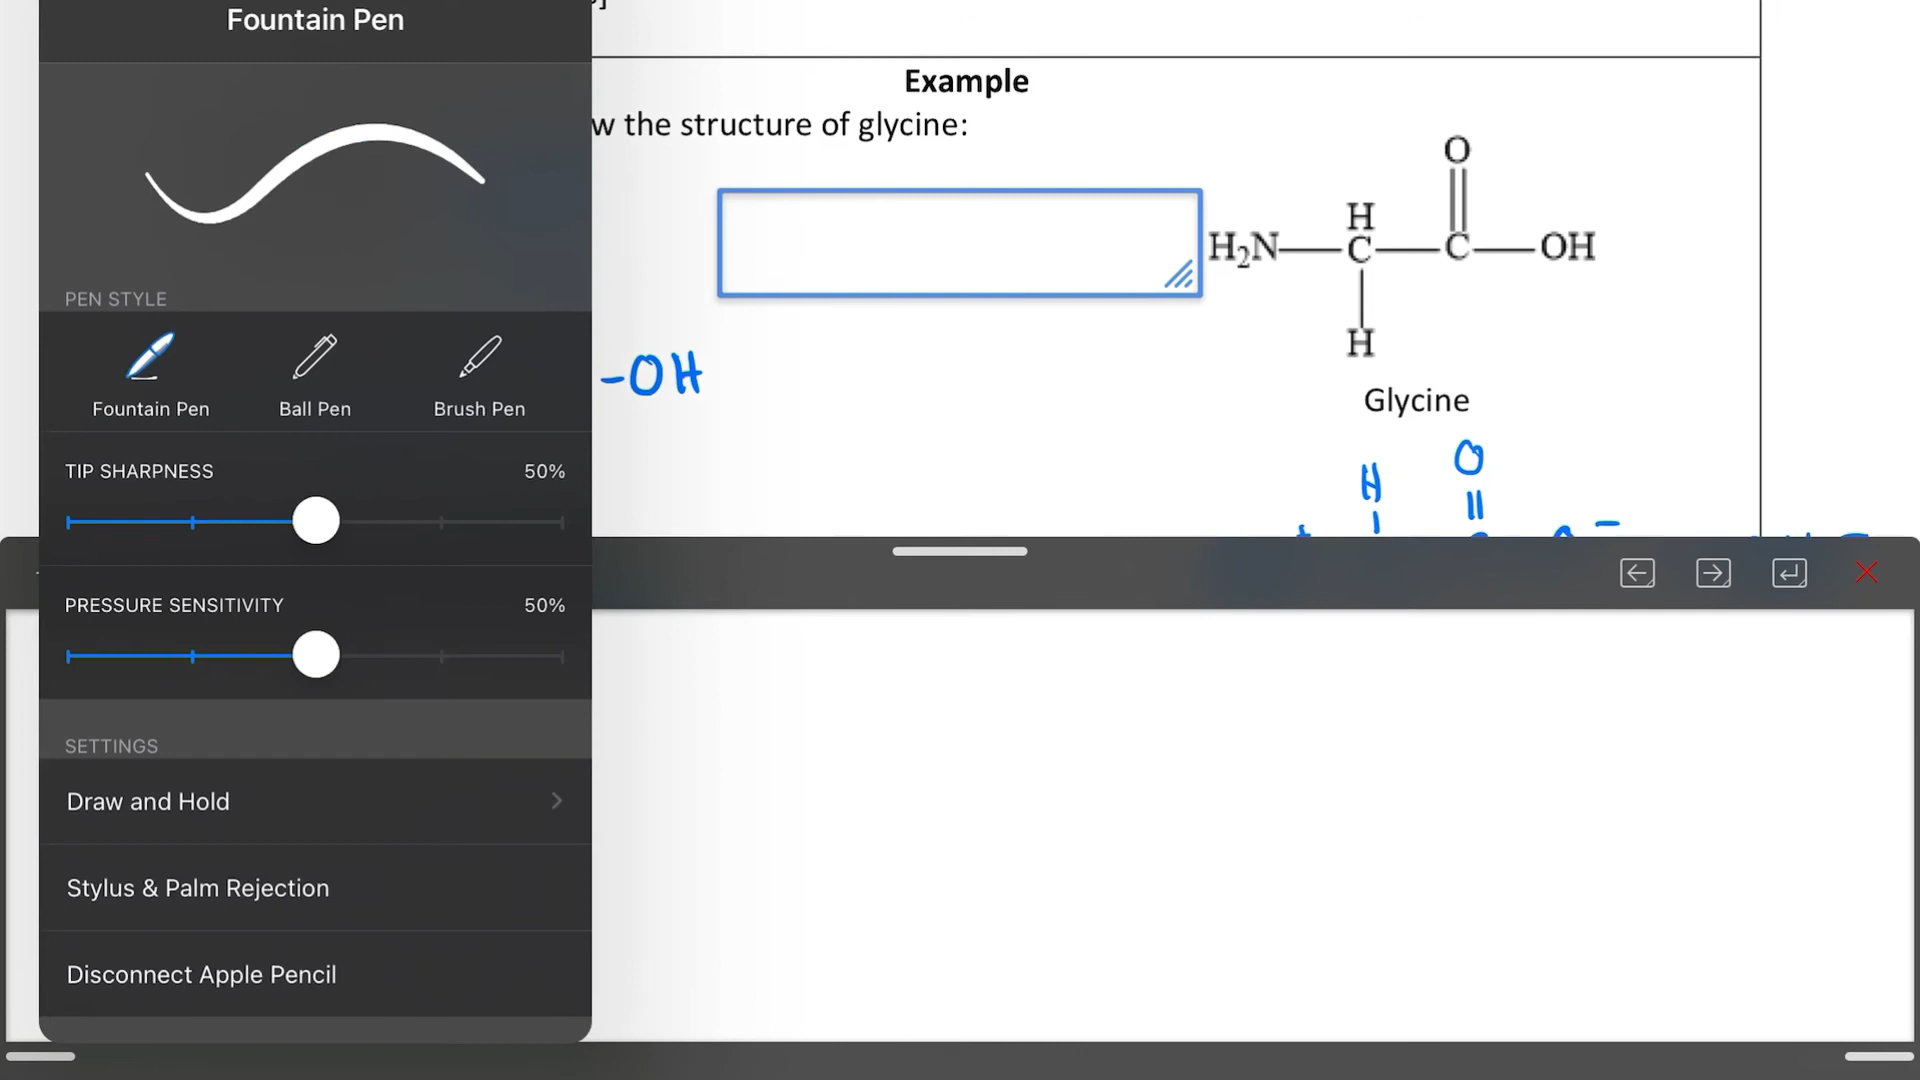 Fountain Pen
PEN STYLE
Fountain Pen
Ball Pen
Brush Pen
TIP SHARPNESS 50%
PRESSURE SENSITIVITY 50%
SETTINGS
Draw and Hold
Stylus & Palm Rejection
Disconnect Apple Pencil
Example
w the structure of glycine:
O
H
H₂N C C OH
H
Glycine
-OH
O
H